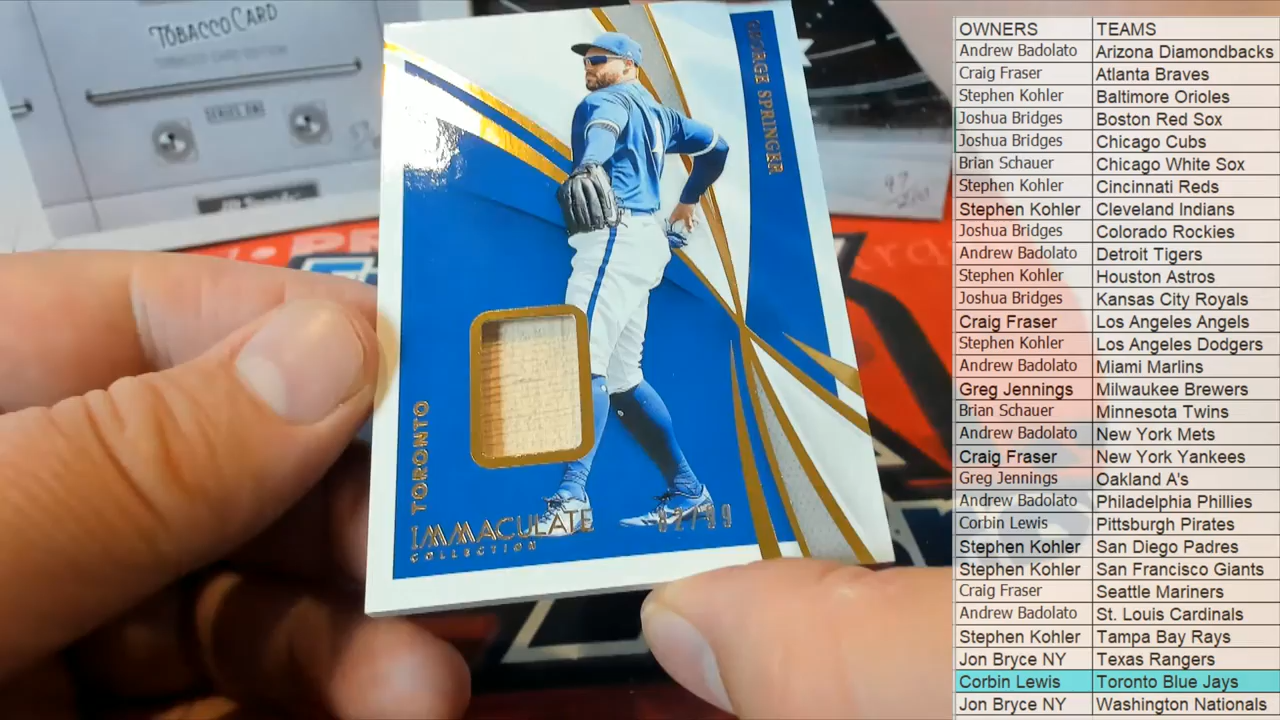 TOBACCO CARD
SERIES ONE
GEORGE SPRINGER
TORONTO
IMMACULATE
COLLECTION
OWNERS TEAMS
Andrew Badolato Arizona Diamondbacks
Craig Fraser Atlanta Braves
Stephen Kohler Baltimore Orioles
Joshua Bridges Boston Red Sox
Joshua Bridges Chicago Cubs
Brian Schauer Chicago White Sox
Stephen Kohler Cincinnati Reds
Stephen Kohler Cleveland Indians
Joshua Bridges Colorado Rockies
Andrew Badolato Detroit Tigers
Stephen Kohler Houston Astros
Joshua Bridges Kansas City Royals
Craig Fraser Los Angeles Angels
Stephen Kohler Los Angeles Dodgers
Andrew Badolato Miami Marlins
Greg Jennings Milwaukee Brewers
Brian Schauer Minnesota Twins
Andrew Badolato New York Mets
Craig Fraser New York Yankees
Greg Jennings Oakland A's
Andrew Badolato Philadelphia Phillies
Corbin Lewis Pittsburgh Pirates
Stephen Kohler San Diego Padres
Stephen Kohler San Francisco Giants
Craig Fraser Seattle Mariners
Andrew Badolato St. Louis Cardinals
Stephen Kohler Tampa Bay Rays
Jon Bryce NY Texas Rangers
Corbin Lewis Toronto Blue Jays
Jon Bryce NY Washington Nationals